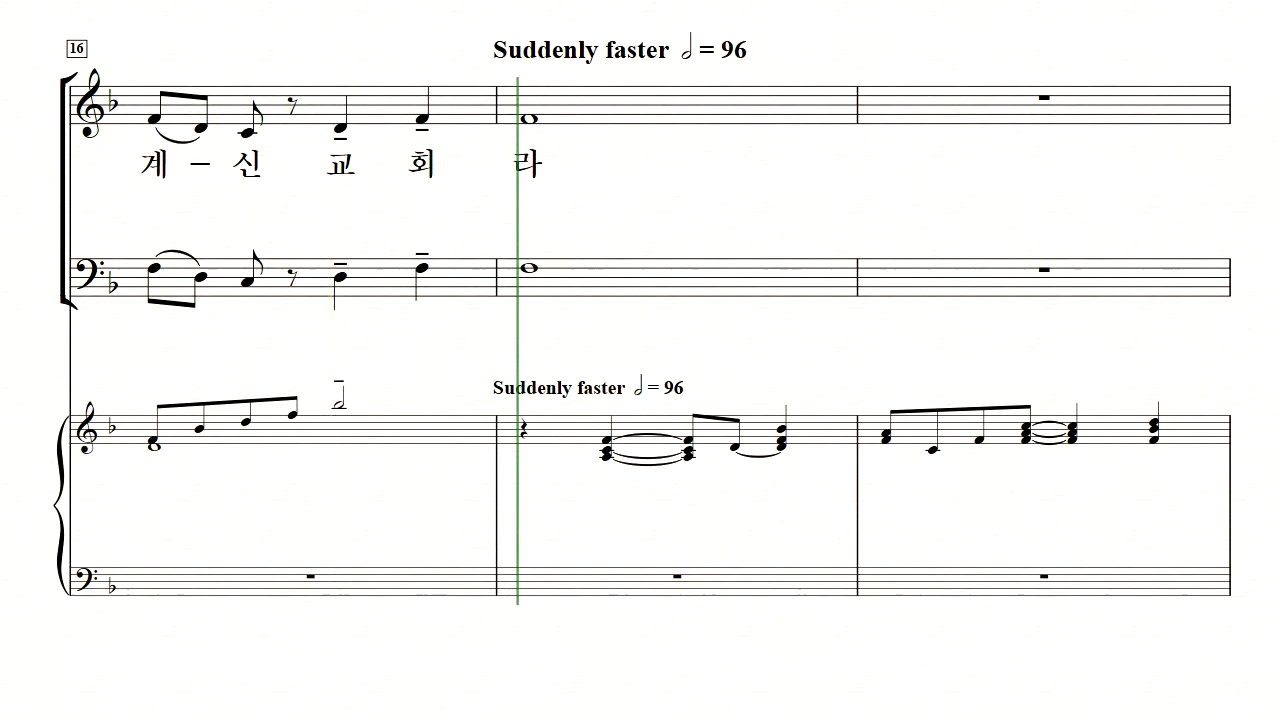 16
Suddenly faster 𝅗𝅥 = 96
계 – 신 교 회 라
Suddenly faster 𝅗𝅥 = 96